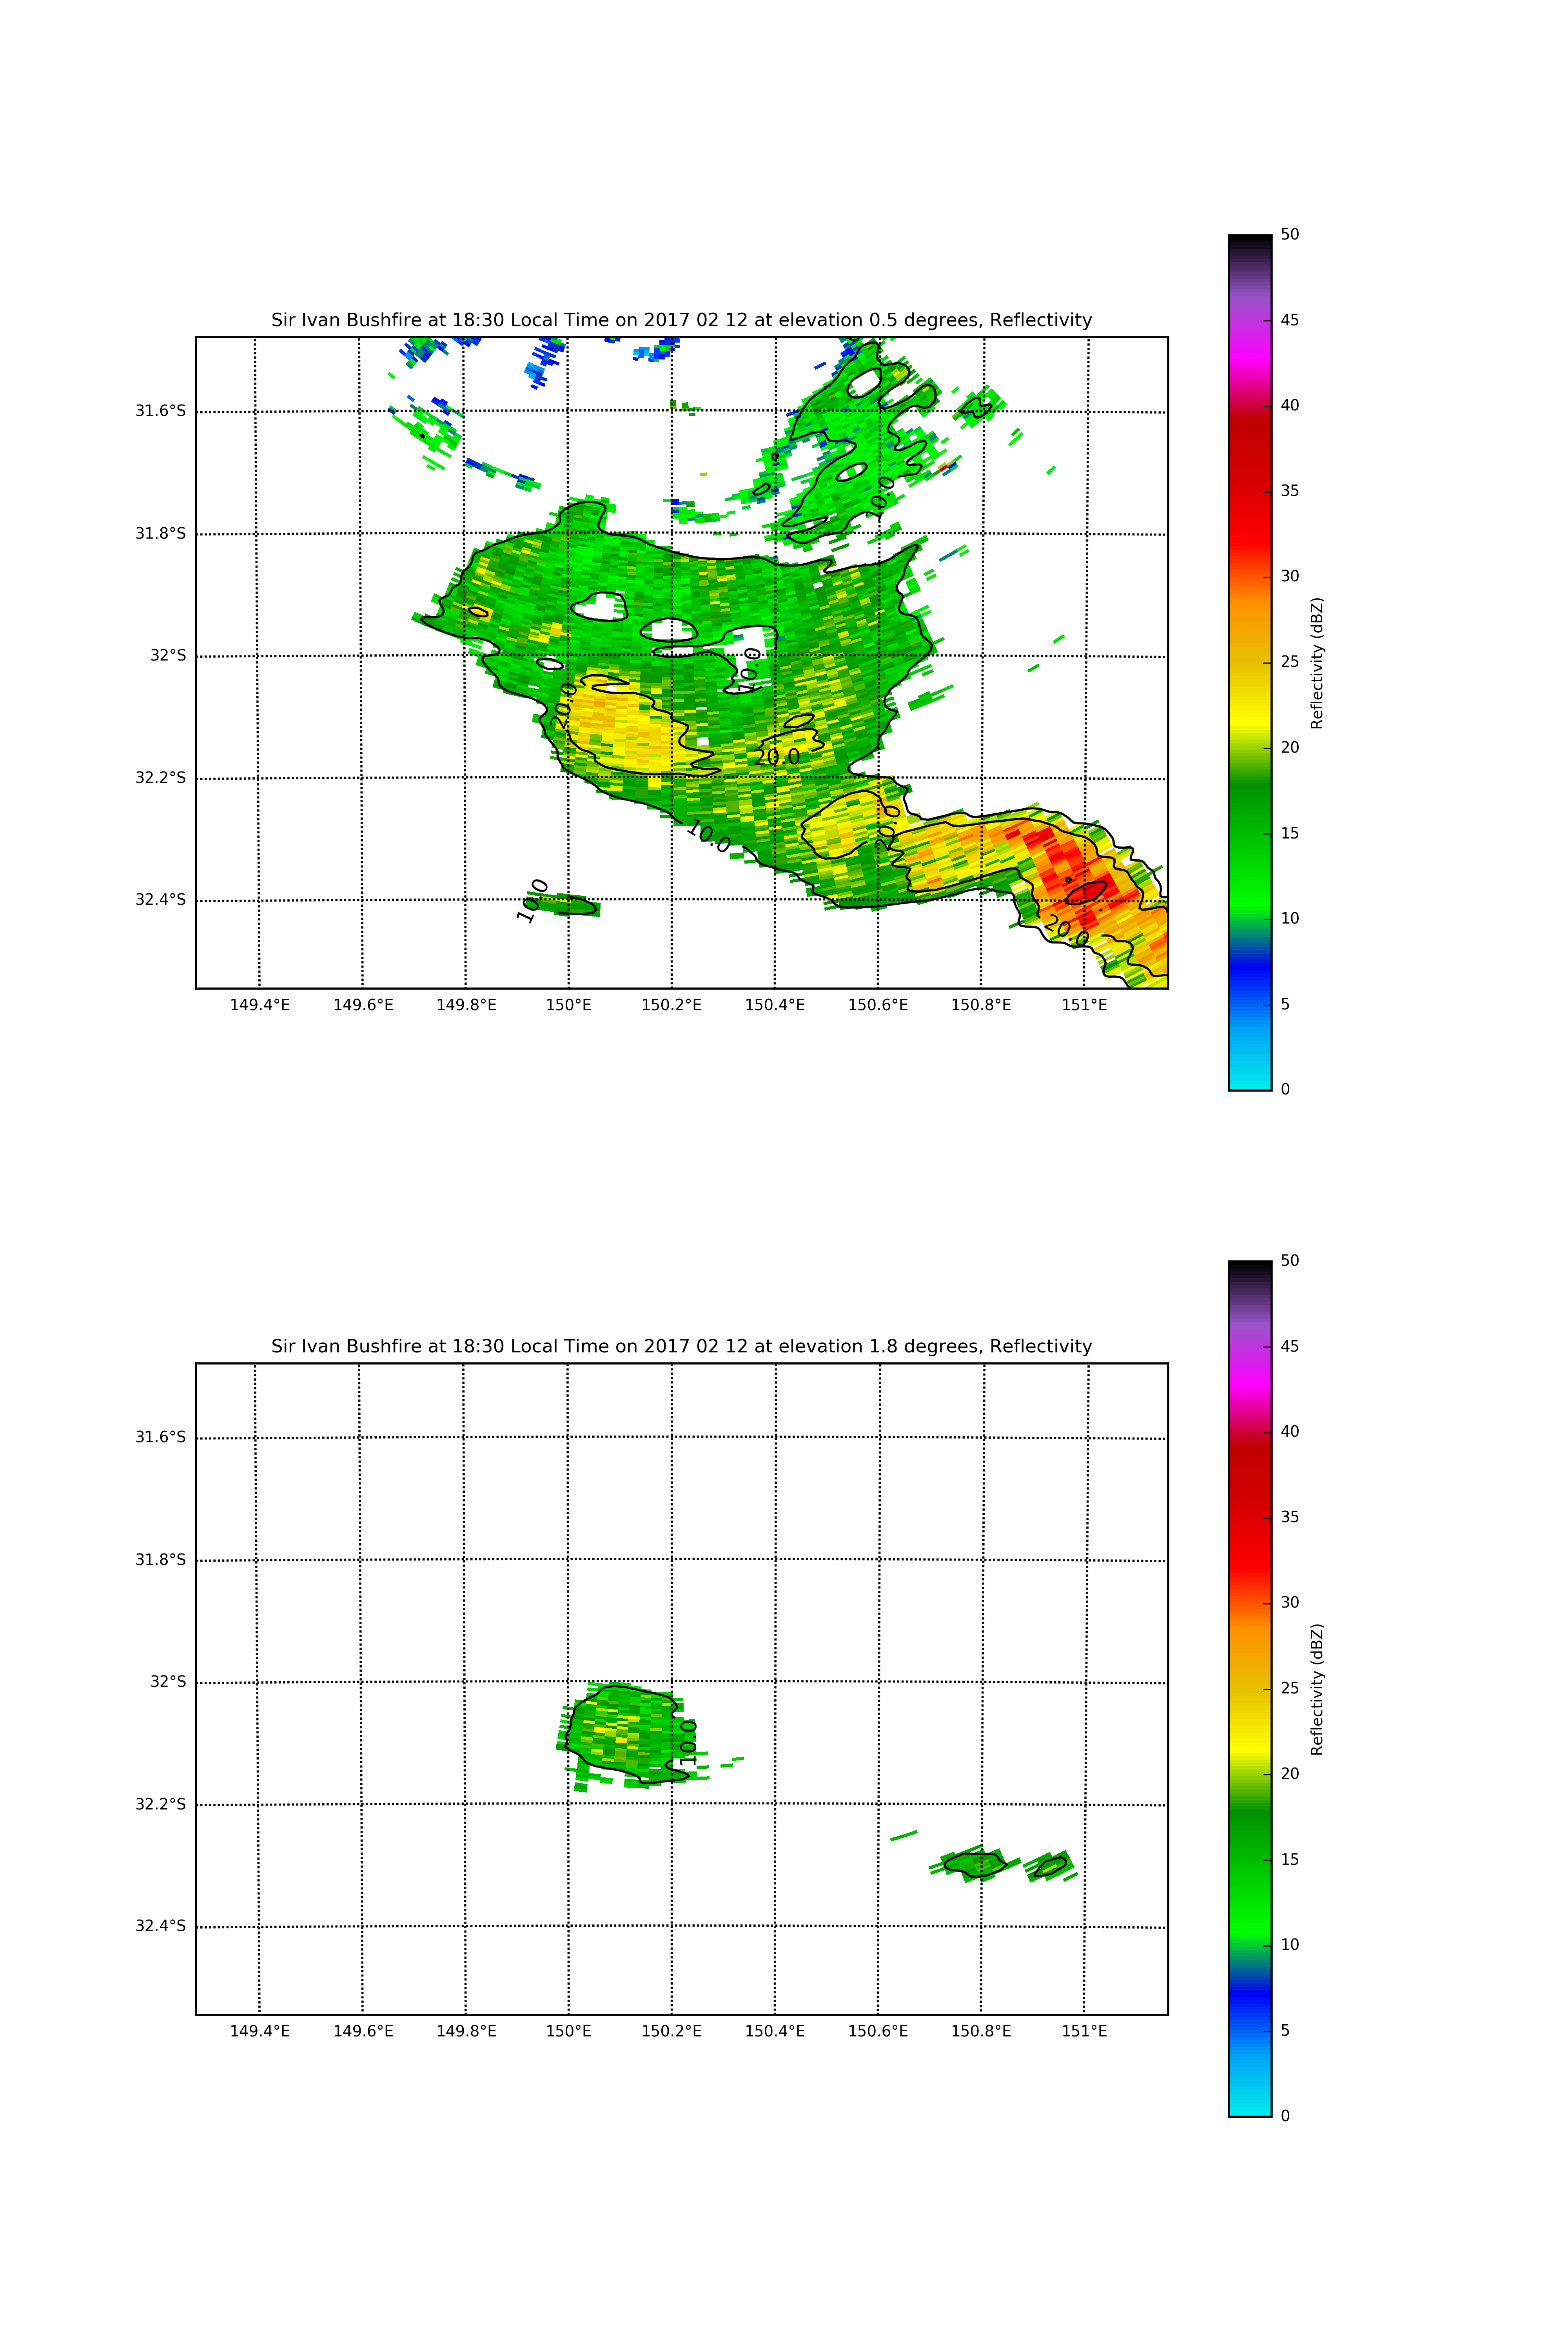 Sir Ivan Bushfire at 18:30 Local Time on 2017 02 12 at elevation 0.5 degrees, Reflectivity
31.6°S
31.8°S
32°S
32.2°S
32.4°S
149.4°E 149.6°E 149.8°E 150°E 150.2°E 150.4°E 150.6°E 150.8°E 151°E
10.0
10.0
20.0
20.0
20.0
10.0
10.0
20.0
50
45
40
35
30
25
20
15
10
5
0
Reflectivity (dBZ)
Sir Ivan Bushfire at 18:30 Local Time on 2017 02 12 at elevation 1.8 degrees, Reflectivity
31.6°S
31.8°S
32°S
32.2°S
32.4°S
149.4°E 149.6°E 149.8°E 150°E 150.2°E 150.4°E 150.6°E 150.8°E 151°E
10.0
50
45
40
35
30
25
20
15
10
5
0
Reflectivity (dBZ)